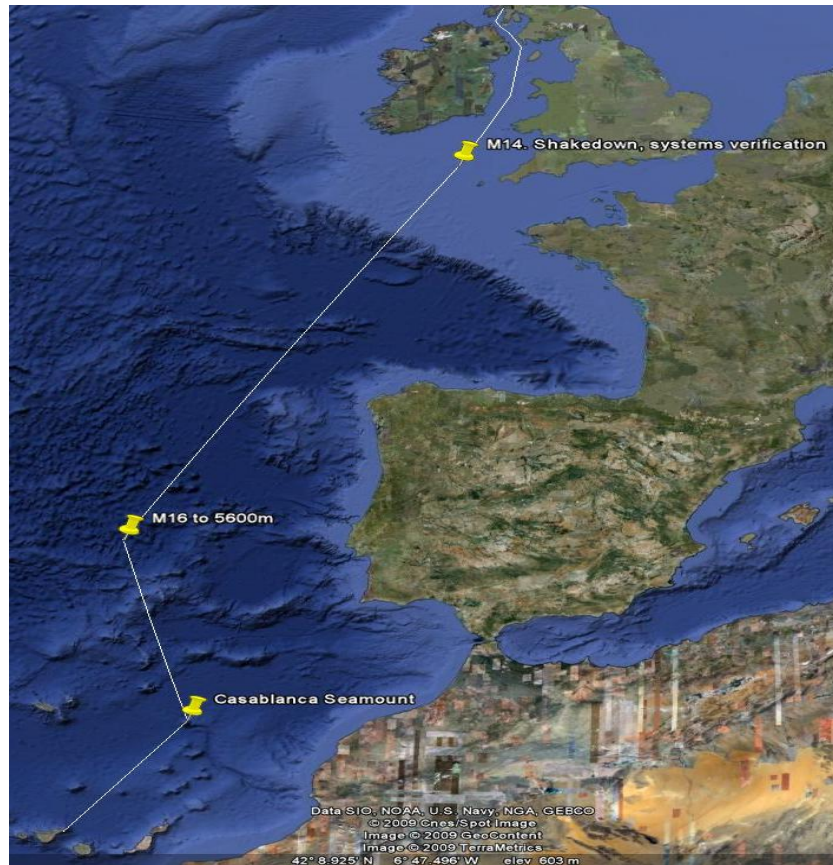 M14. Shakedown, systems verification
M16 to 5600m
Casablanca Seamount
Data SIO, NOAA, U.S. Navy, NGA, GEBCO
© 2009 Cnes/Spot Image
Image © 2009 GeoContent
Image © 2009 TerraMetrics
42° 8.925' N 6° 47.496' W elev 603 m